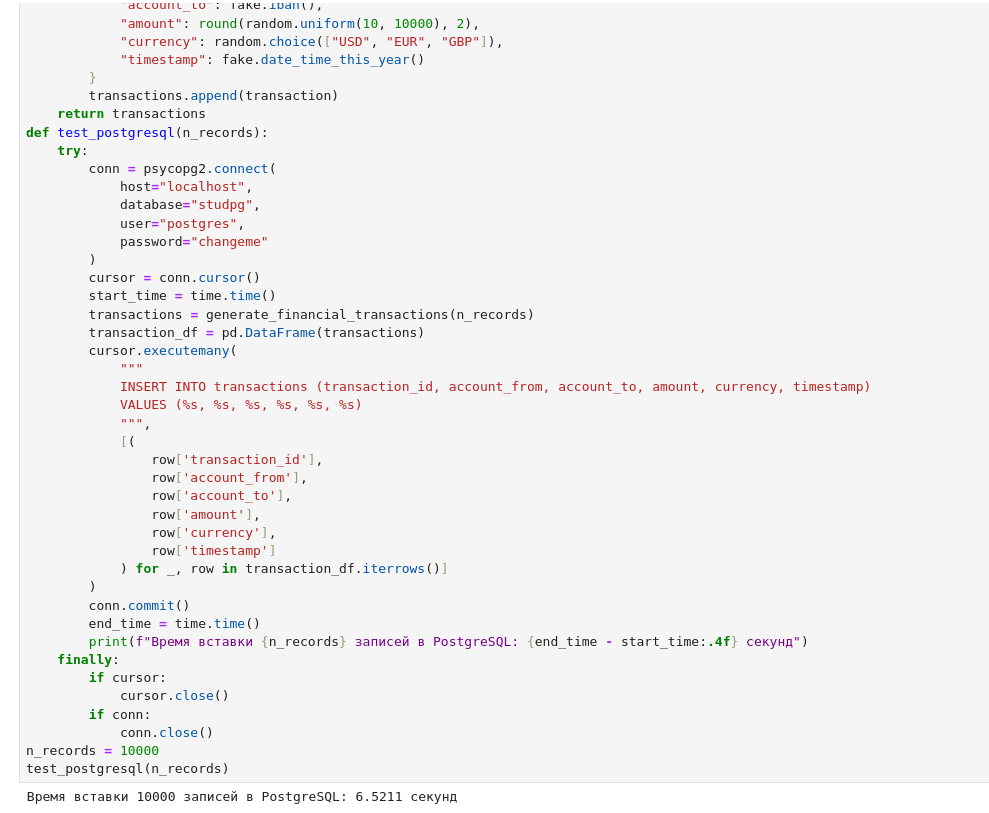 "account_to": fake.iban(),
            "amount": round(random.uniform(10, 10000), 2),
            "currency": random.choice(["USD", "EUR", "GBP"]),
            "timestamp": fake.date_time_this_year()
        }
        transactions.append(transaction)
    return transactions
def test_postgresql(n_records):
    try:
        conn = psycopg2.connect(
            host="localhost",
            database="studpg",
            user="postgres",
            password="changeme"
        )
        cursor = conn.cursor()
        start_time = time.time()
        transactions = generate_financial_transactions(n_records)
        transaction_df = pd.DataFrame(transactions)
        cursor.executemany(
            """
            INSERT INTO transactions (transaction_id, account_from, account_to, amount, currency, timestamp)
            VALUES (%s, %s, %s, %s, %s, %s)
            """,
            [(
                row['transaction_id'],
                row['account_from'],
                row['account_to'],
                row['amount'],
                row['currency'],
                row['timestamp']
            ) for _, row in transaction_df.iterrows()]
        )
        conn.commit()
        end_time = time.time()
        print(f"Время вставки {n_records} записей в PostgreSQL: {end_time - start_time:.4f} секунд")
    finally:
        if cursor:
            cursor.close()
        if conn:
            conn.close()
n_records = 10000
test_postgresql(n_records)
Время вставки 10000 записей в PostgreSQL: 6.5211 секунд